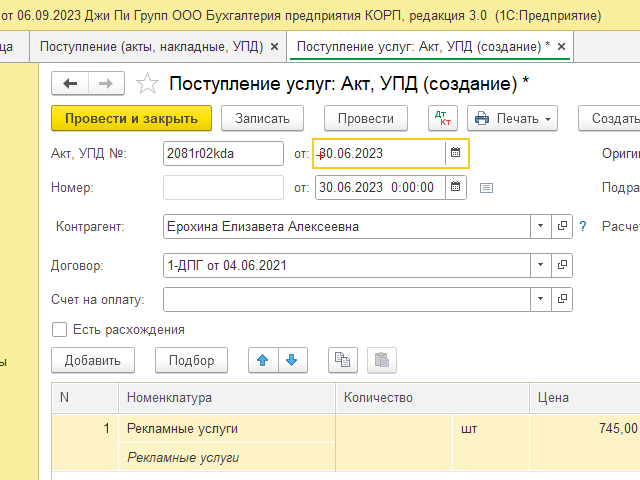 от 06.09.2023 Джи Пи Групп ООО Бухгалтерия предприятия КОРП, редакция 3.0 (1С:Предприятие)
ца Поступление (акты, накладные, УПД) × Поступление услуг: Акт, УПД (создание) * ×
Поступление услуг: Акт, УПД (создание) *
Провести и закрыть Записать Провести Дт Кт Печать Создать
Акт, УПД №: 2081r02kda от: 30.06.2023 Ориги
Номер: от: 30.06.2023 0:00:00 Подра
Контрагент: Ерохина Елизавета Алексеевна ? Расче
Договор: 1-ДПГ от 04.06.2021
Счет на оплату:
Есть расхождения
ы Добавить Подбор
N Номенклатура Количество Цена
1 Рекламные услуги шт 745,00
Рекламные услуги